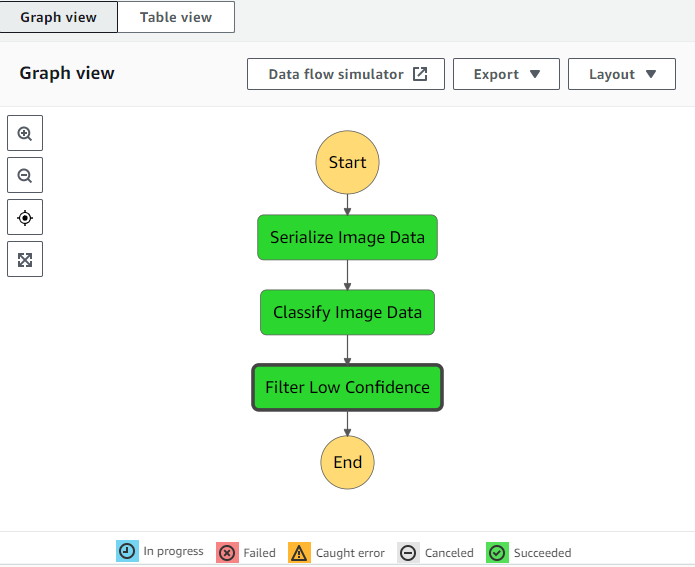 Graph view Table view
Graph view Data flow simulator Export Layout
Start
Serialize Image Data
Classify Image Data
Filter Low Confidence
End
In progress Failed Caught error Canceled Succeeded